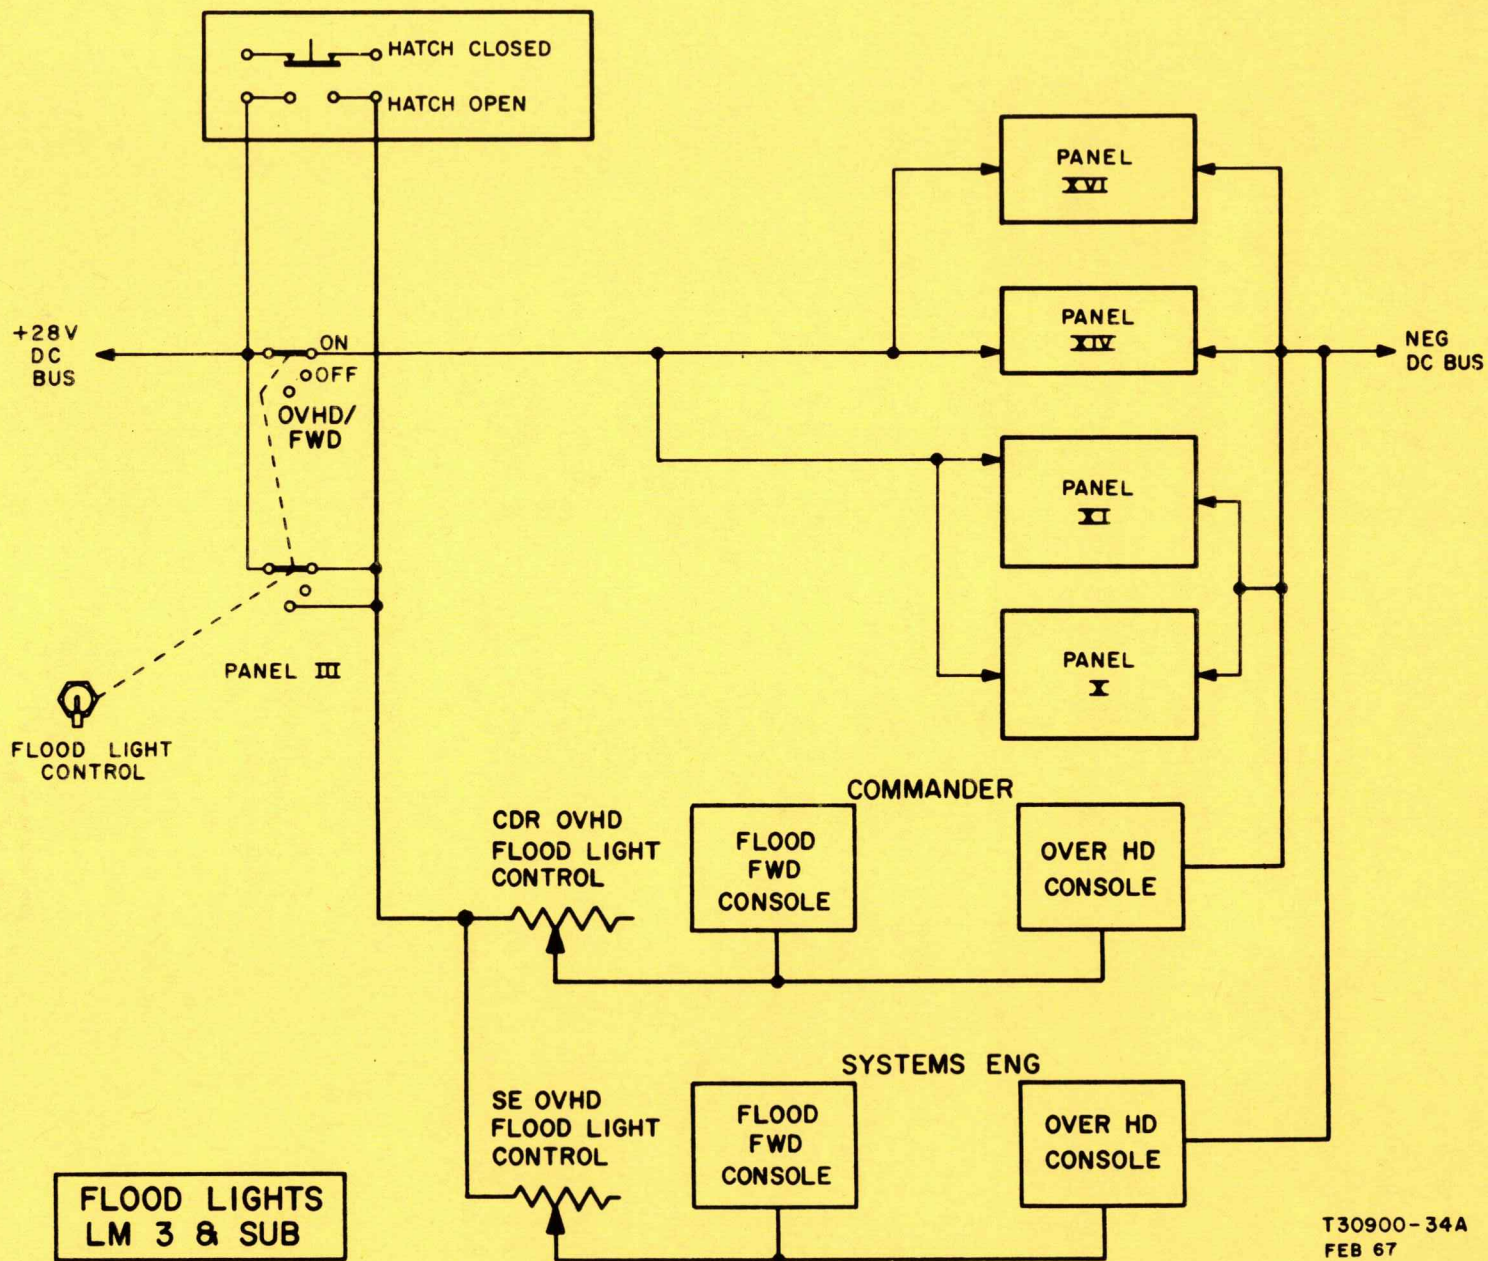 HATCH CLOSED
HATCH OPEN
PANEL
XVI
+28V
DC
BUS
ON
OFF
OVHD/
FWD
PANEL
XIV
NEG
DC BUS
PANEL
XI
PANEL III
PANEL
X
FLOOD LIGHT
CONTROL
COMMANDER
CDR OVHD
FLOOD LIGHT
CONTROL
FLOOD
FWD
CONSOLE
OVER HD
CONSOLE
SYSTEMS ENG
SE OVHD
FLOOD LIGHT
CONTROL
FLOOD
FWD
CONSOLE
OVER HD
CONSOLE
FLOOD LIGHTS
LM 3 & SUB
T30900-34A
FEB 67